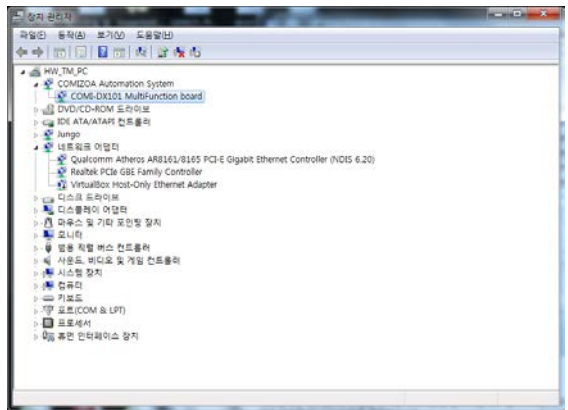 장치 관리자
파일(F) 동작(A) 보기(V) 도움말(H)
HW_TM_PC
COMIZOA Automation System
COMI-DX101 MultiFunction board
DVD/CD-ROM 드라이브
IDE ATA/ATAPI 컨트롤러
Jungo
네트워크 어댑터
Qualcomm Atheros AR8161/8165 PCI-E Gigabit Ethernet Controller (NDIS 6.20)
Realtek PCIe GBE Family Controller
VirtualBox Host-Only Ethernet Adapter
디스크 드라이브
디스플레이 어댑터
마우스 및 기타 포인팅 장치
모니터
범용 직렬 버스 컨트롤러
사운드, 비디오 및 게임 컨트롤러
시스템 장치
컴퓨터
키보드
포트(COM & LPT)
프로세서
휴먼 인터페이스 장치